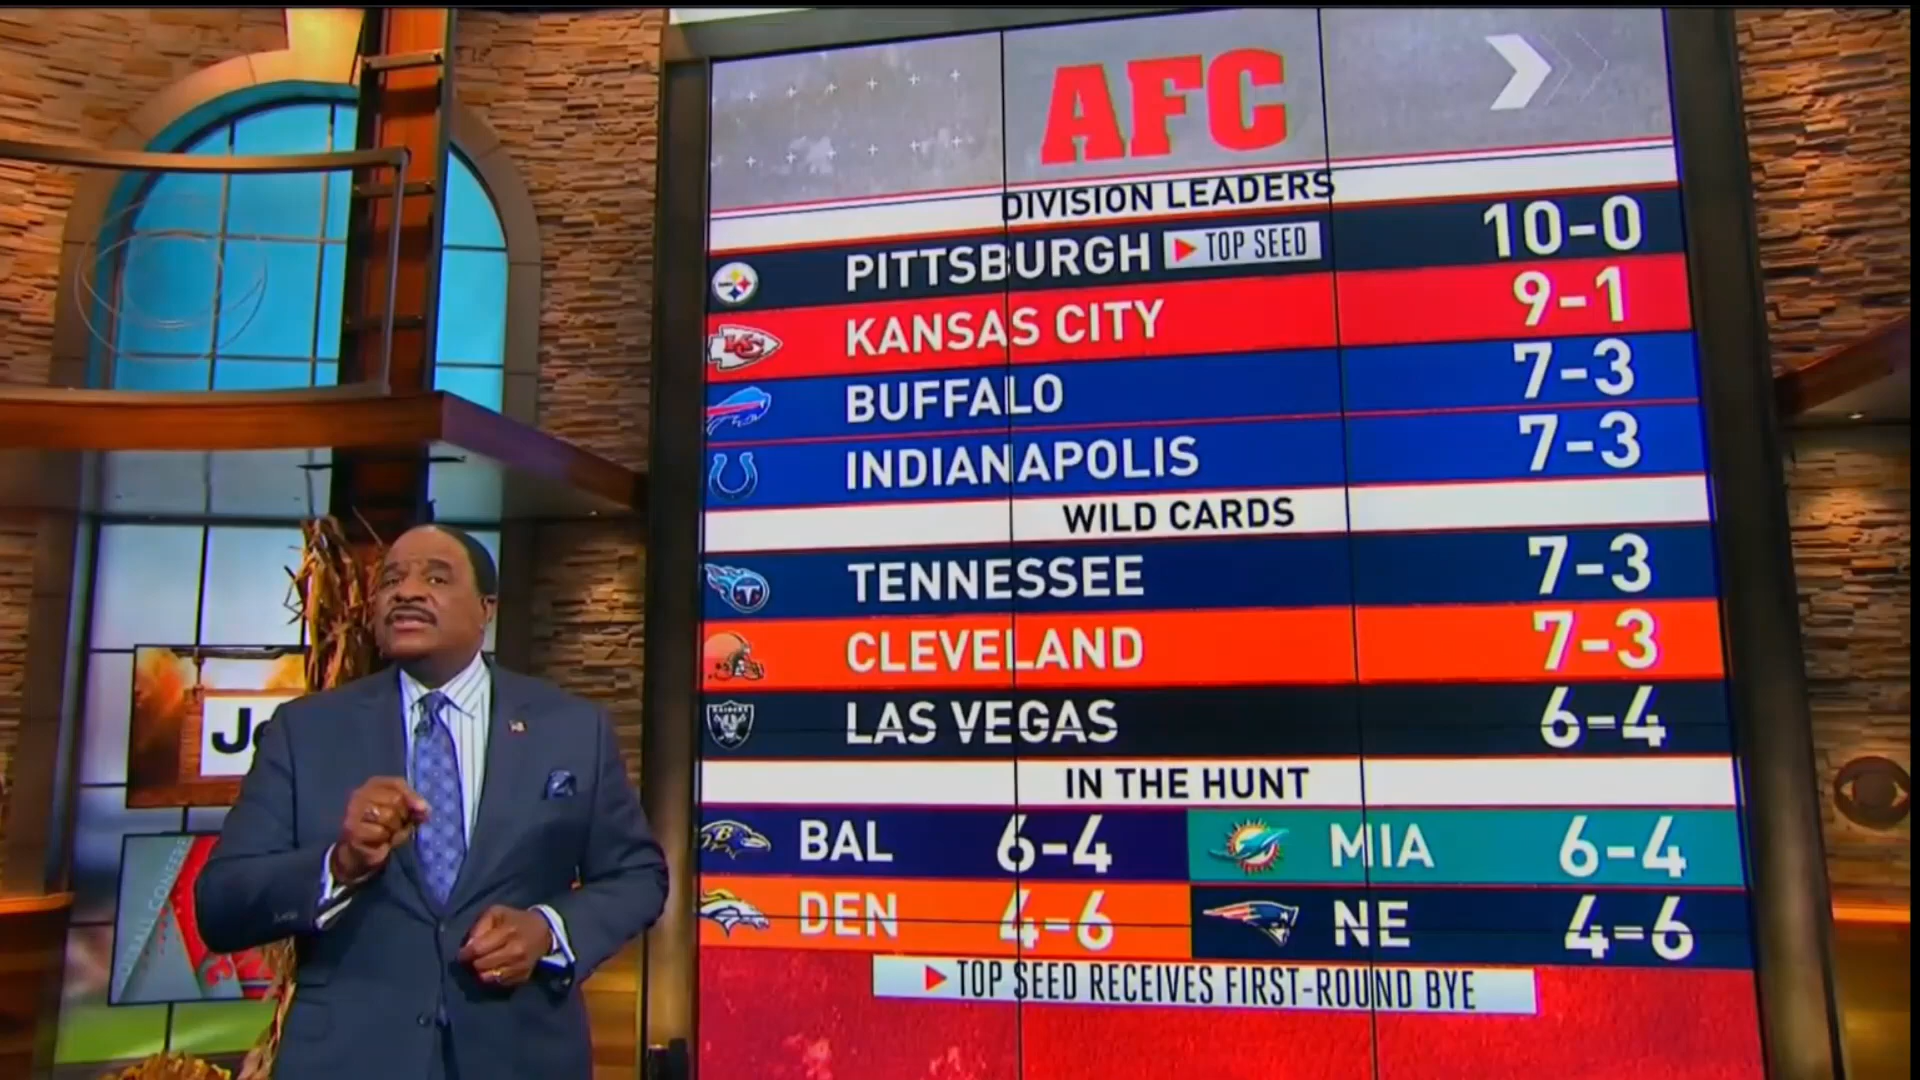 AFC
DIVISION LEADERS
PITTSBURGH TOP SEED 10-0
KANSAS CITY 9-1
BUFFALO 7-3
INDIANAPOLIS 7-3
WILD CARDS
TENNESSEE 7-3
CLEVELAND 7-3
LAS VEGAS 6-4
IN THE HUNT
BAL 6-4 MIA 6-4
DEN 4-6 NE 4-6
TOP SEED RECEIVES FIRST-ROUND BYE